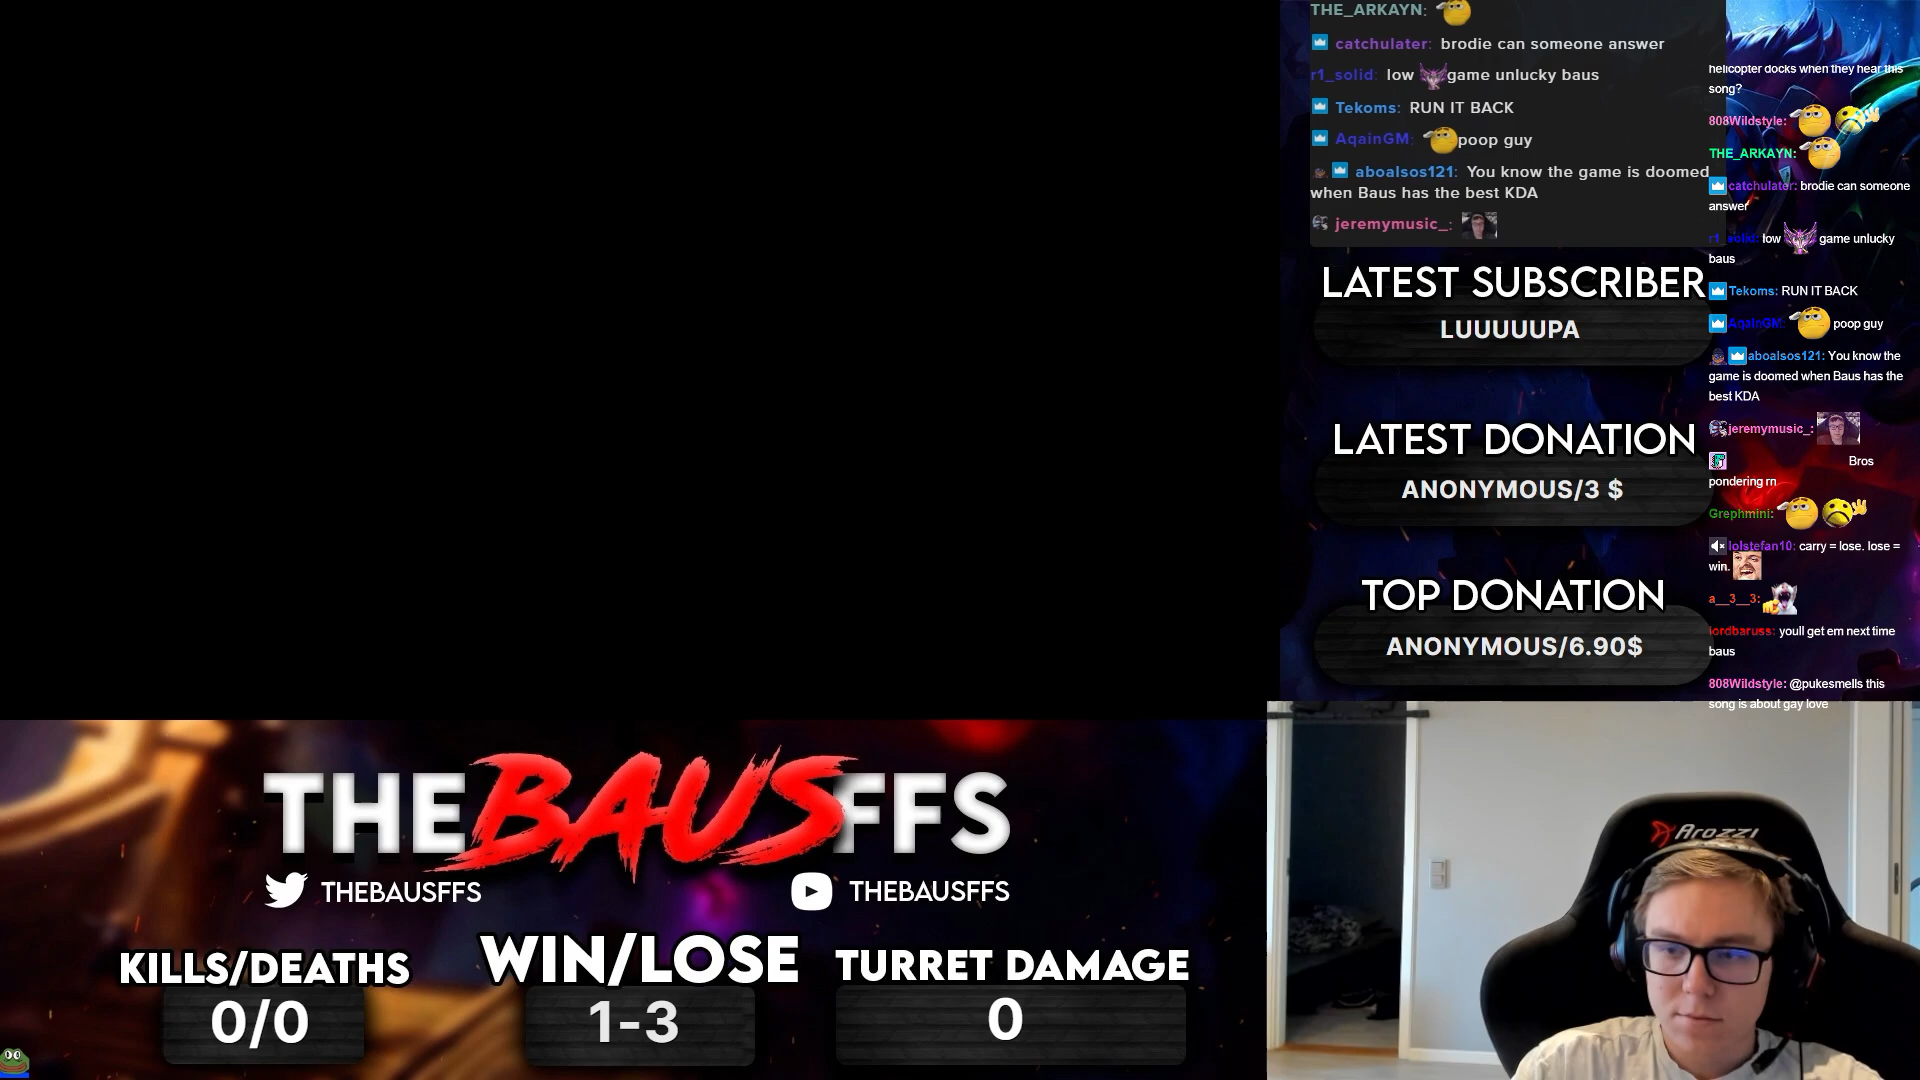 THE_ARKAYN:
catchulater: brodie can someone answer
r1_solid: low game unlucky baus
Tekoms: RUN IT BACK
AqainGM: poop guy
aboalsos121: You know the game is doomed
when Baus has the best KDA
jeremymusic_:
LATEST SUBSCRIBER
LUUUUUPA
LATEST DONATION
ANONYMOUS/3 $
TOP DONATION
ANONYMOUS/6.90$
helicopter docks when they hear this
song?
808Wildstyle:
THE_ARKAYN:
catchulater: brodie can someone
answer
r1_solid: low game unlucky
baus
Tekoms: RUN IT BACK
AqainGM: poop guy
aboalsos121: You know the
game is doomed when Baus has the
best KDA
jeremymusic_:
Bros
pondering rn
Grephmini:
lolstefan10: carry = lose. lose =
win.
a__3__3:
lordbaruss: youll get em next time
baus
808Wildstyle: @pukesmells this
song is about gay love
THEBAUSFFS
THEBAUSFFS
THEBAUSFFS
KILLS/DEATHS
0/0
WIN/LOSE
1-3
TURRET DAMAGE
0
Arozzi